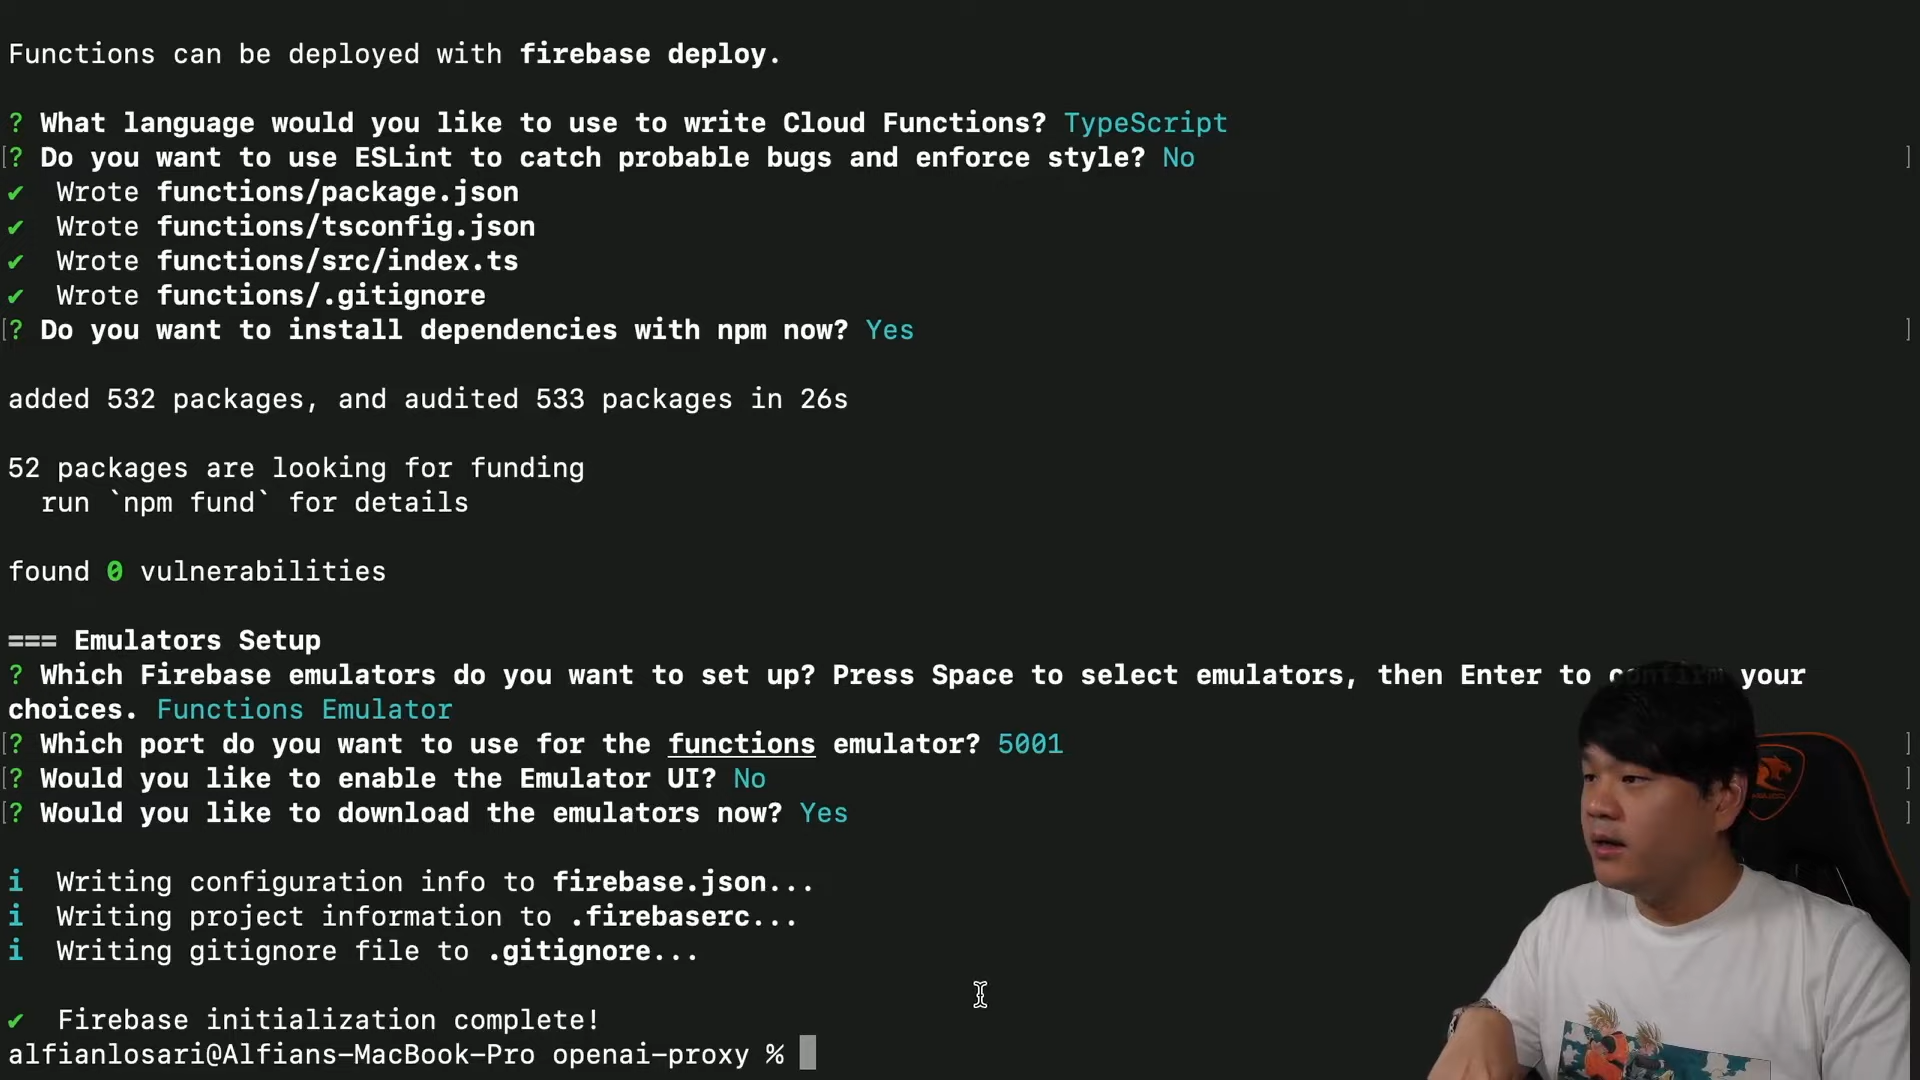 Functions can be deployed with firebase deploy.
? What language would you like to use to write Cloud Functions? TypeScript
[? Do you want to use ESLint to catch probable bugs and enforce style? No ]
✔  Wrote functions/package.json
✔  Wrote functions/tsconfig.json
✔  Wrote functions/src/index.ts
✔  Wrote functions/.gitignore
[? Do you want to install dependencies with npm now? Yes ]
added 532 packages, and audited 533 packages in 26s
52 packages are looking for funding
  run `npm fund` for details
found 0 vulnerabilities
=== Emulators Setup
? Which Firebase emulators do you want to set up? Press Space to select emulators, then Enter to confirm your
choices. Functions Emulator
[? Which port do you want to use for the functions emulator? 5001 ]
[? Would you like to enable the Emulator UI? No ]
[? Would you like to download the emulators now? Yes ]
i  Writing configuration info to firebase.json...
i  Writing project information to .firebaserc...
i  Writing gitignore file to .gitignore...
✔  Firebase initialization complete!
alfianlosari@Alfians-MacBook-Pro openai-proxy %